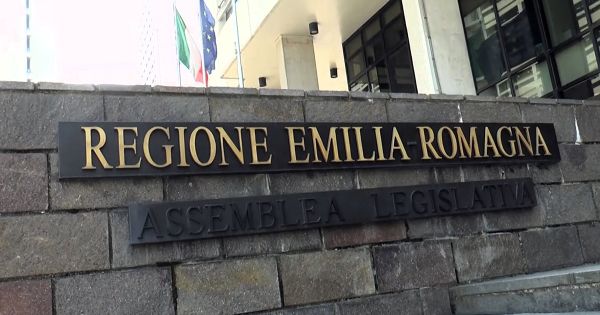 REGIONE EMILIA-ROMAGNA
ASSEMBLEA LEGISLATIVA